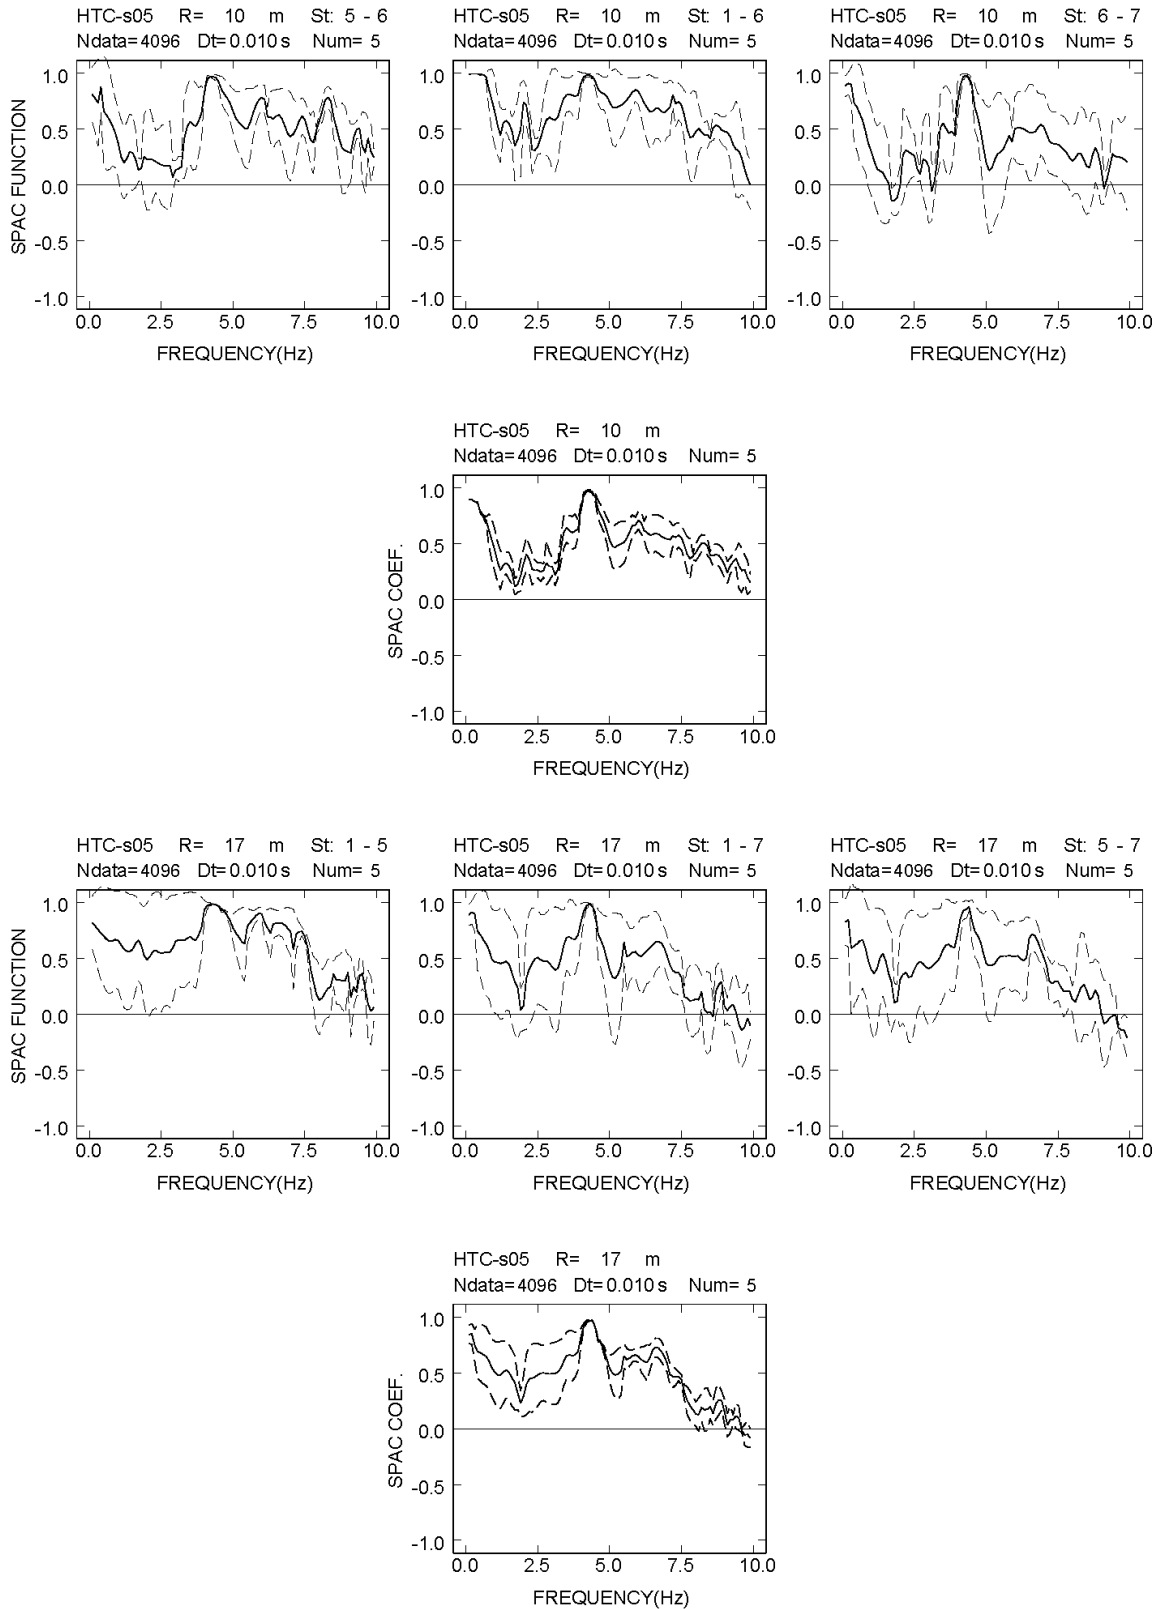 HTC-s05 R= 10 m St: 5 - 6
Ndata=4096 Dt=0.010 s Num= 5
1.0
0.5
0.0
-0.5
-1.0
SPAC FUNCTION
0.0 2.5 5.0 7.5 10.0
FREQUENCY(Hz)
HTC-s05 R= 10 m St: 1 - 6
Ndata=4096 Dt=0.010 s Num= 5
1.0
0.5
0.0
-0.5
-1.0
0.0 2.5 5.0 7.5 10.0
FREQUENCY(Hz)
HTC-s05 R= 10 m St: 6 - 7
Ndata=4096 Dt=0.010 s Num= 5
1.0
0.5
0.0
-0.5
-1.0
0.0 2.5 5.0 7.5 10.0
FREQUENCY(Hz)
HTC-s05 R= 10 m
Ndata=4096 Dt=0.010 s Num= 5
1.0
0.5
0.0
-0.5
-1.0
SPAC COEF.
0.0 2.5 5.0 7.5 10.0
FREQUENCY(Hz)
HTC-s05 R= 17 m St: 1 - 5
Ndata=4096 Dt=0.010 s Num= 5
1.0
0.5
0.0
-0.5
-1.0
SPAC FUNCTION
0.0 2.5 5.0 7.5 10.0
FREQUENCY(Hz)
HTC-s05 R= 17 m St: 1 - 7
Ndata=4096 Dt=0.010 s Num= 5
1.0
0.5
0.0
-0.5
-1.0
0.0 2.5 5.0 7.5 10.0
FREQUENCY(Hz)
HTC-s05 R= 17 m St: 5 - 7
Ndata=4096 Dt=0.010 s Num= 5
1.0
0.5
0.0
-0.5
-1.0
0.0 2.5 5.0 7.5 10.0
FREQUENCY(Hz)
HTC-s05 R= 17 m
Ndata=4096 Dt=0.010 s Num= 5
1.0
0.5
0.0
-0.5
-1.0
SPAC COEF.
0.0 2.5 5.0 7.5 10.0
FREQUENCY(Hz)